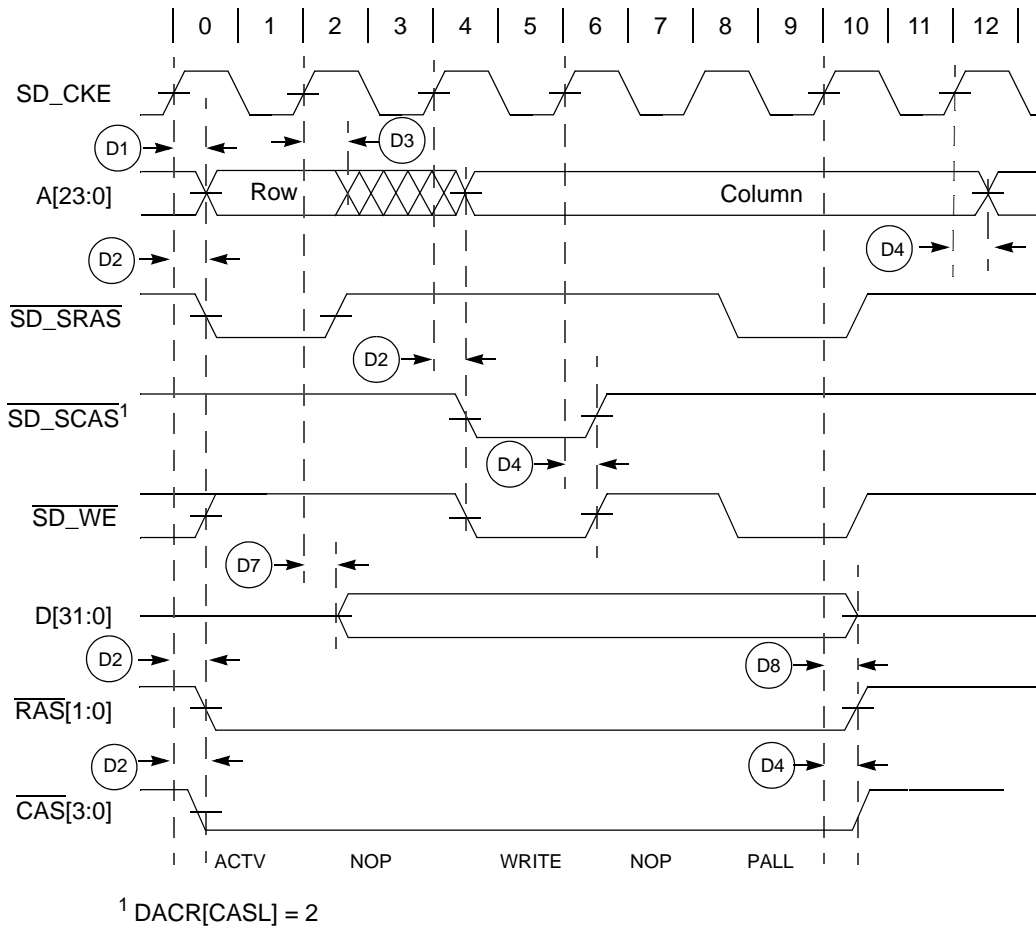 0 1 2 3 4 5 6 7 8 9 10 11 12
SD_CKE
D1 D3
A[23:0] Row Column
D2 D4
SD_SRAS
D2
SD_SCAS1
D4
SD_WE
D7
D[31:0]
D2 D8
RAS[1:0]
D2 D4
CAS[3:0]
ACTV NOP WRITE NOP PALL
1 DACR[CASL] = 2